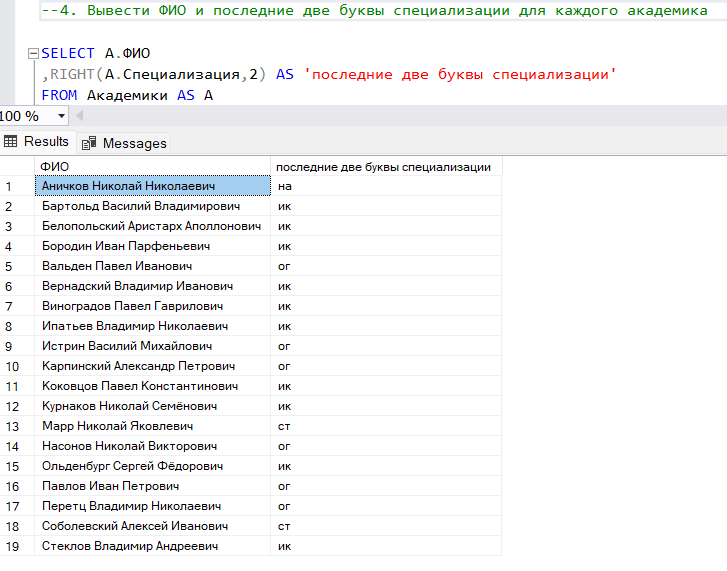 --4. Вывести ФИО и последние две буквы специализации для каждого академика
SELECT А.ФИО
,RIGHT(А.Специализация,2) AS 'последние две буквы специализации'
FROM Академики AS А
100 %
Results Messages
ФИО последние две буквы специализации
1 Аничков Николай Николаевич на
2 Бартольд Василий Владимирович ик
3 Белопольский Аристарх Аполлонович ик
4 Бородин Иван Парфеньевич ик
5 Вальден Павел Иванович ог
6 Вернадский Владимир Иванович ик
7 Виноградов Павел Гаврилович ик
8 Ипатьев Владимир Николаевич ик
9 Истрин Василий Михайлович ог
10 Карпинский Александр Петрович ог
11 Коковцов Павел Константинович ик
12 Курнаков Николай Семёнович ик
13 Марр Николай Яковлевич ст
14 Насонов Николай Викторович ог
15 Ольденбург Сергей Фёдорович ик
16 Павлов Иван Петрович ог
17 Перетц Владимир Николаевич ог
18 Соболевский Алексей Иванович ст
19 Стеклов Владимир Андреевич ик